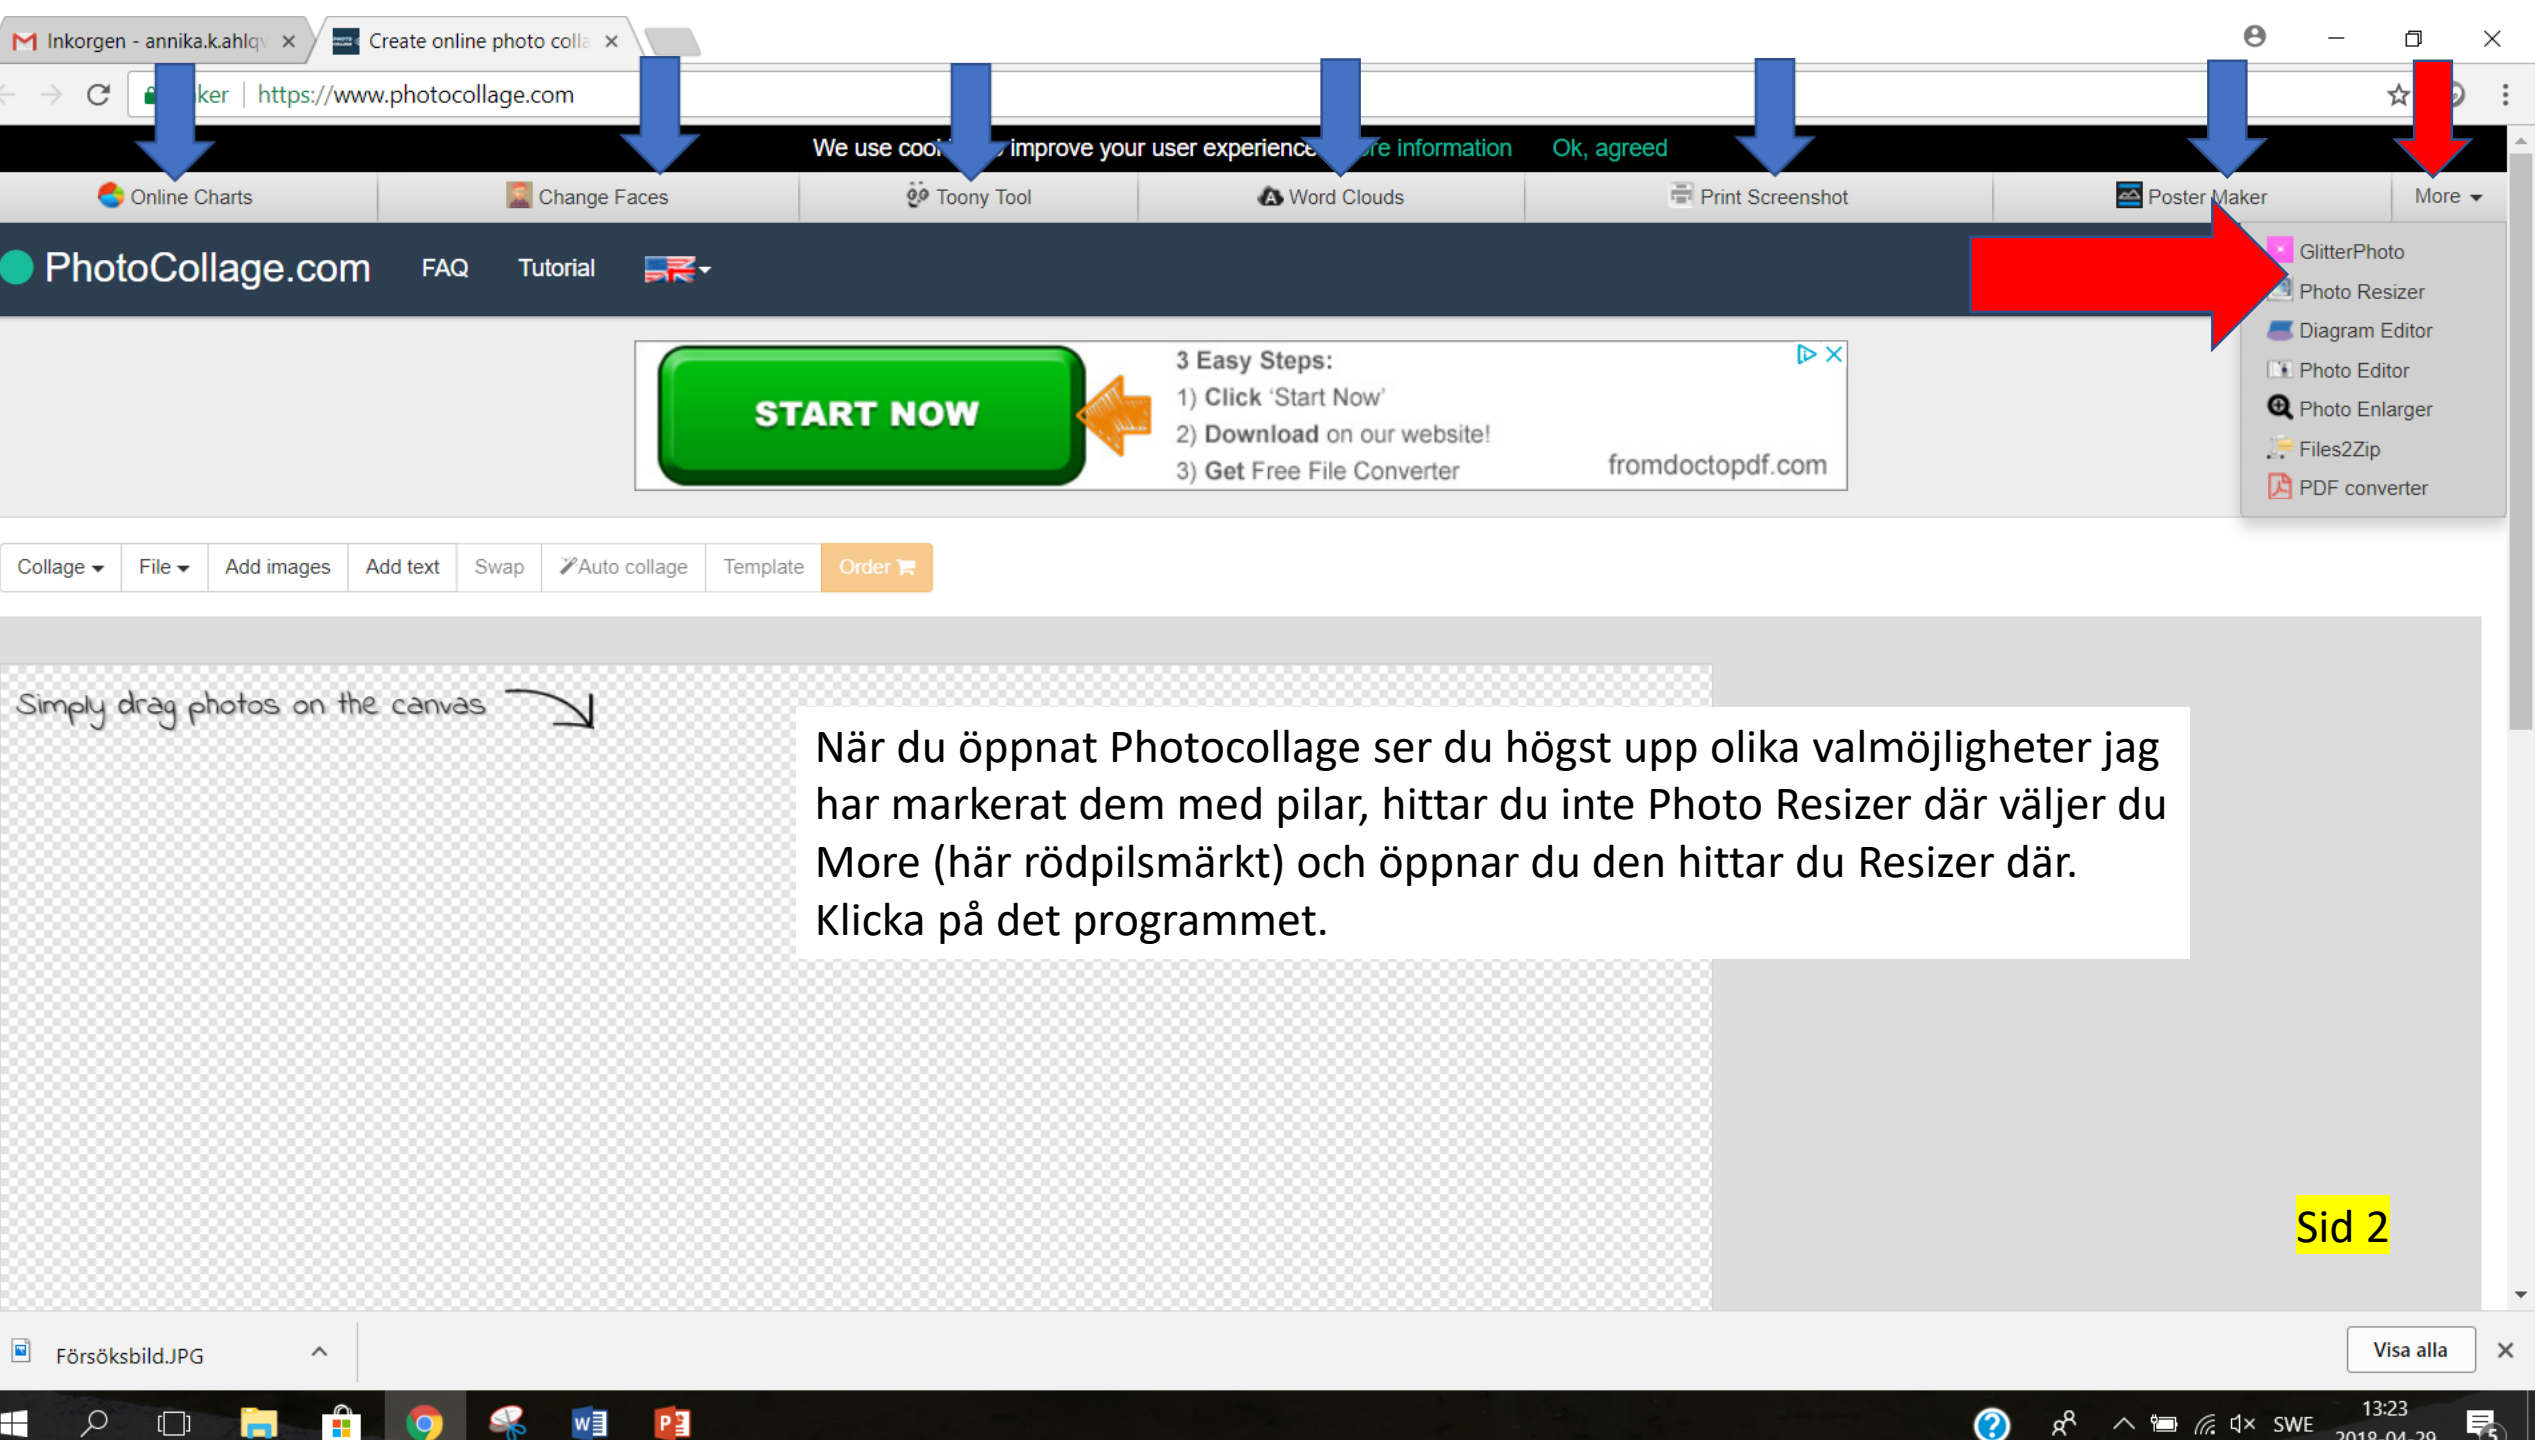 Inkorgen - annika.k.ahlqv
Create online photo colla
ker | https://www.photocollage.com
We use improve your user experience information Ok, agreed
Online Charts
Change Faces
Toony Tool
Word Clouds
Print Screenshot
Poster Maker
More
PhotoCollage.com
FAQ
Tutorial
GlitterPhoto
Photo Resizer
Diagram Editor
Photo Editor
Photo Enlarger
Files2Zip
PDF converter
START NOW
3 Easy Steps:
1) Click ‘Start Now’
2) Download on our website!
3) Get Free File Converter
fromdoctopdf.com
Collage
File
Add images
Add text
Swap
Auto collage
Template
Order
Simply drag photos on the canvas
När du öppnat Photocollage ser du högst upp olika valmöjligheter jag
har markerat dem med pilar, hittar du inte Photo Resizer där väljer du
More (här rödpilsmärkt) och öppnar du den hittar du Resizer där.
Klicka på det programmet.
Sid 2
Försöksbild.JPG
Visa alla
SWE
13:23
2018-04-29
5